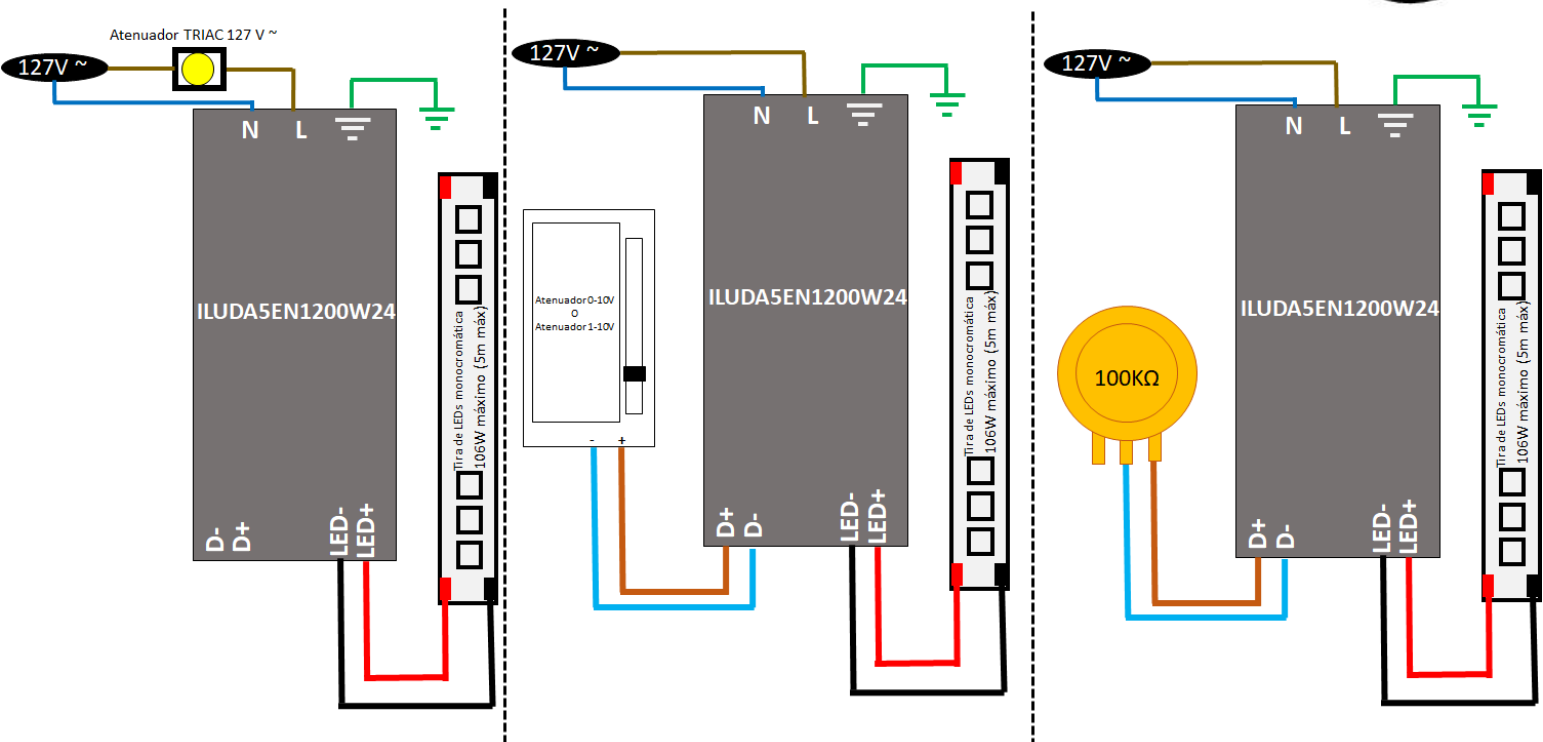 Atenuador TRIAC 127 V ~
127V ~
N L
ILUDA5EN1200W24
Tira de LEDs monocromática
106W máximo (5m máx)
D-
D+
LED-
LED+
127V ~
N L
Atenuador 0-10V
O
Atenuador 1-10V
- +
ILUDA5EN1200W24
Tira de LEDs monocromática
106W máximo (5m máx)
D+
D-
LED-
LED+
127V ~
N L
ILUDA5EN1200W24
100KΩ
Tira de LEDs monocromática
106W máximo (5m máx)
D+
D-
LED-
LED+